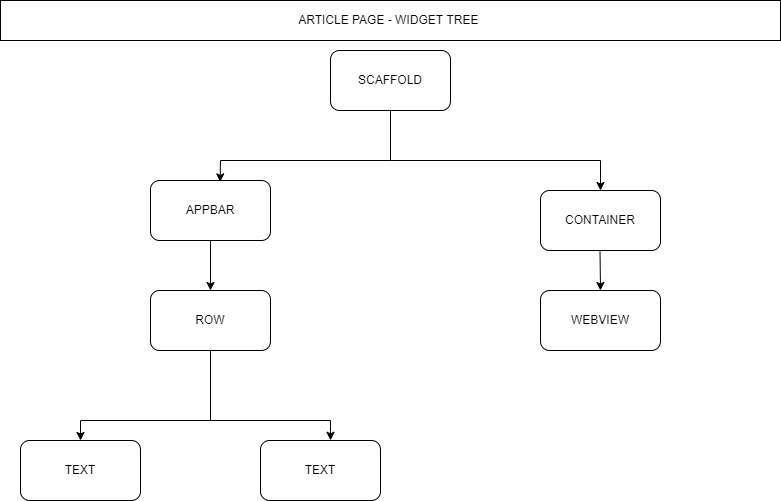 ARTICLE PAGE - WIDGET TREE
SCAFFOLD
APPBAR
CONTAINER
ROW
WEBVIEW
TEXT
TEXT